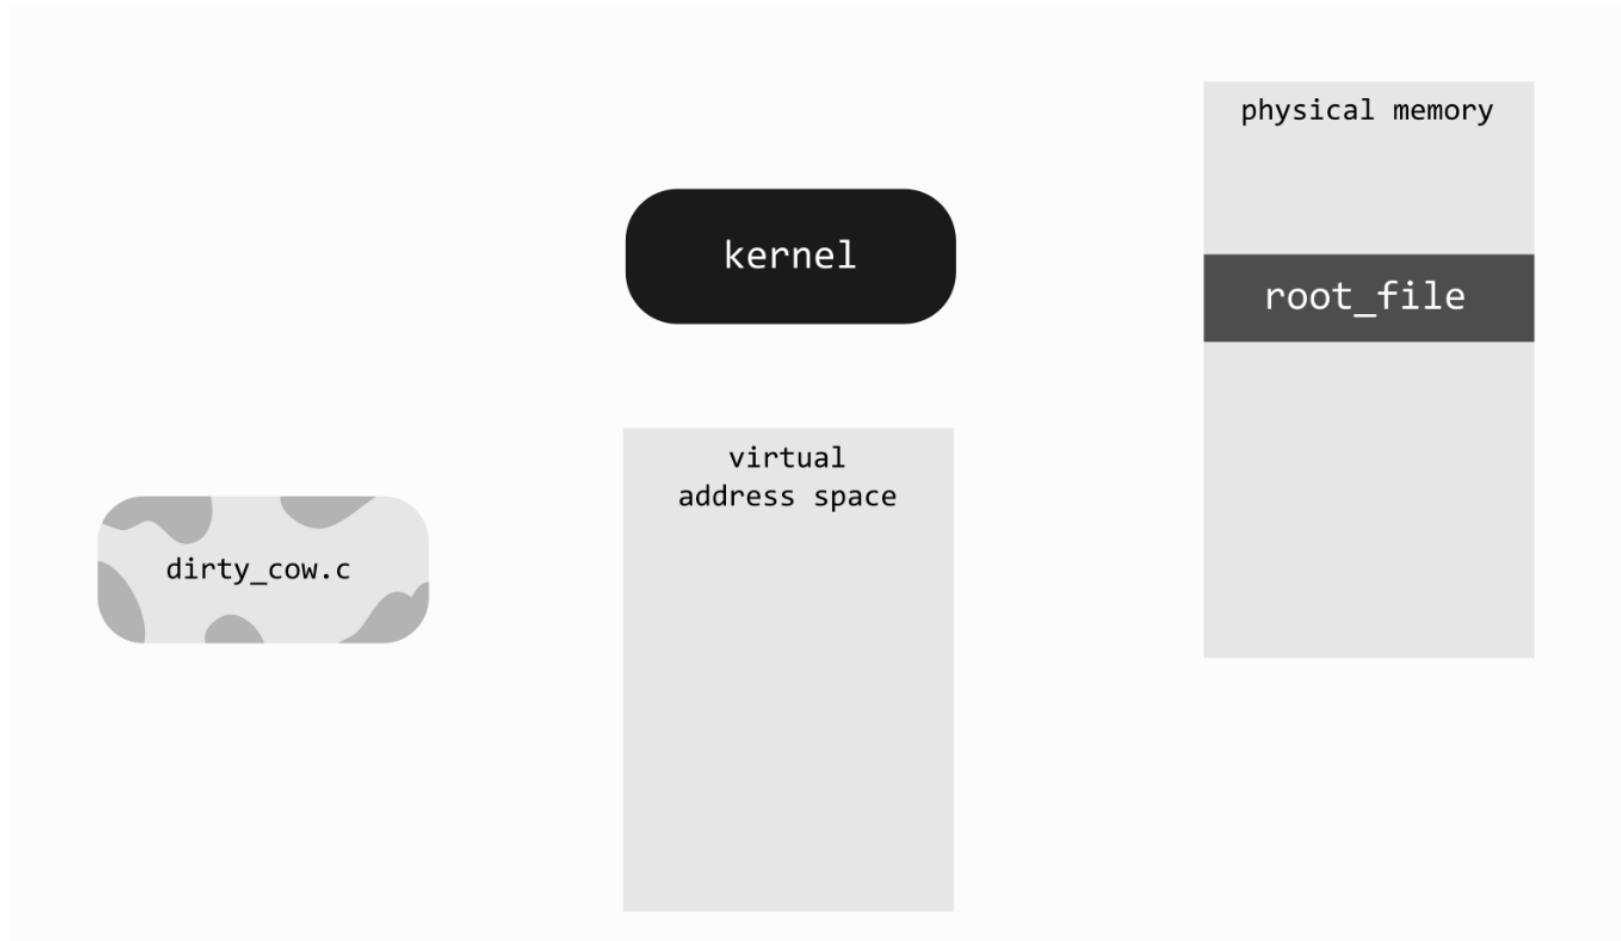 physical memory
kernel
root_file
virtual
address space
dirty_cow.c